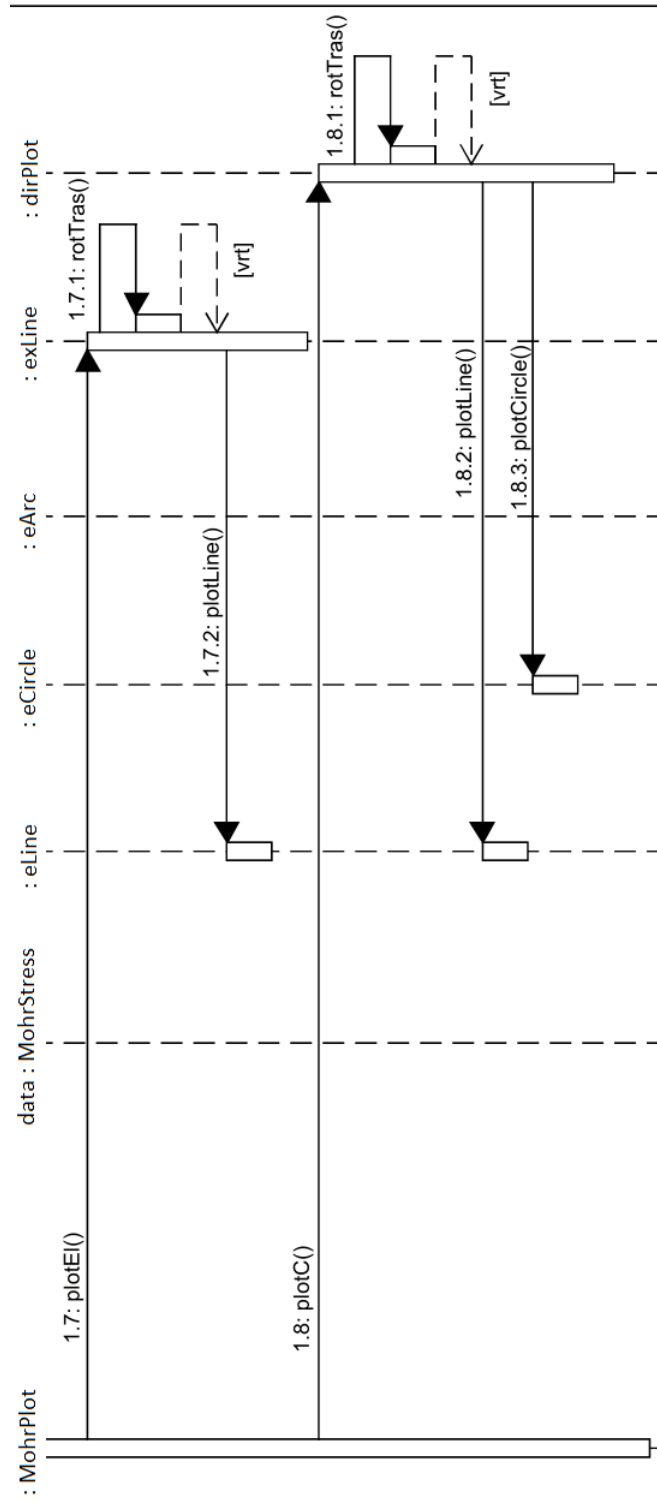 : MohrPlot
data : MohrStress
: eLine
: eCircle
: eArc
: exLine
: dirPlot
1.7: plotEl()
1.7.1: rotTras()
[vrt]
1.7.2: plotLine()
1.8: plotC()
1.8.1: rotTras()
[vrt]
1.8.2: plotLine()
1.8.3: plotCircle()